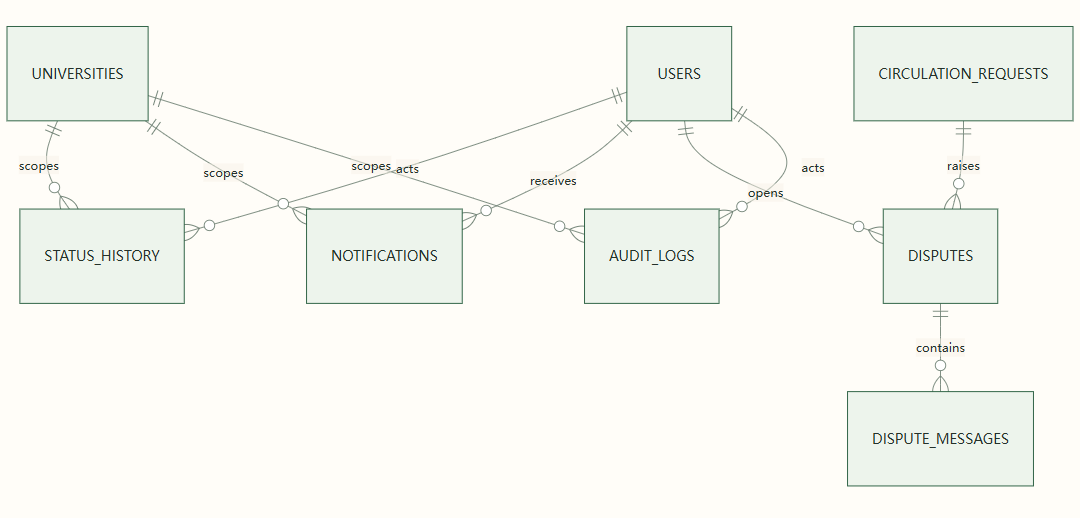 UNIVERSITIES
USERS
CIRCULATION_REQUESTS
scopes
scopes
scopes
acts
receives
opens
acts
raises
STATUS_HISTORY
NOTIFICATIONS
AUDIT_LOGS
DISPUTES
contains
DISPUTE_MESSAGES